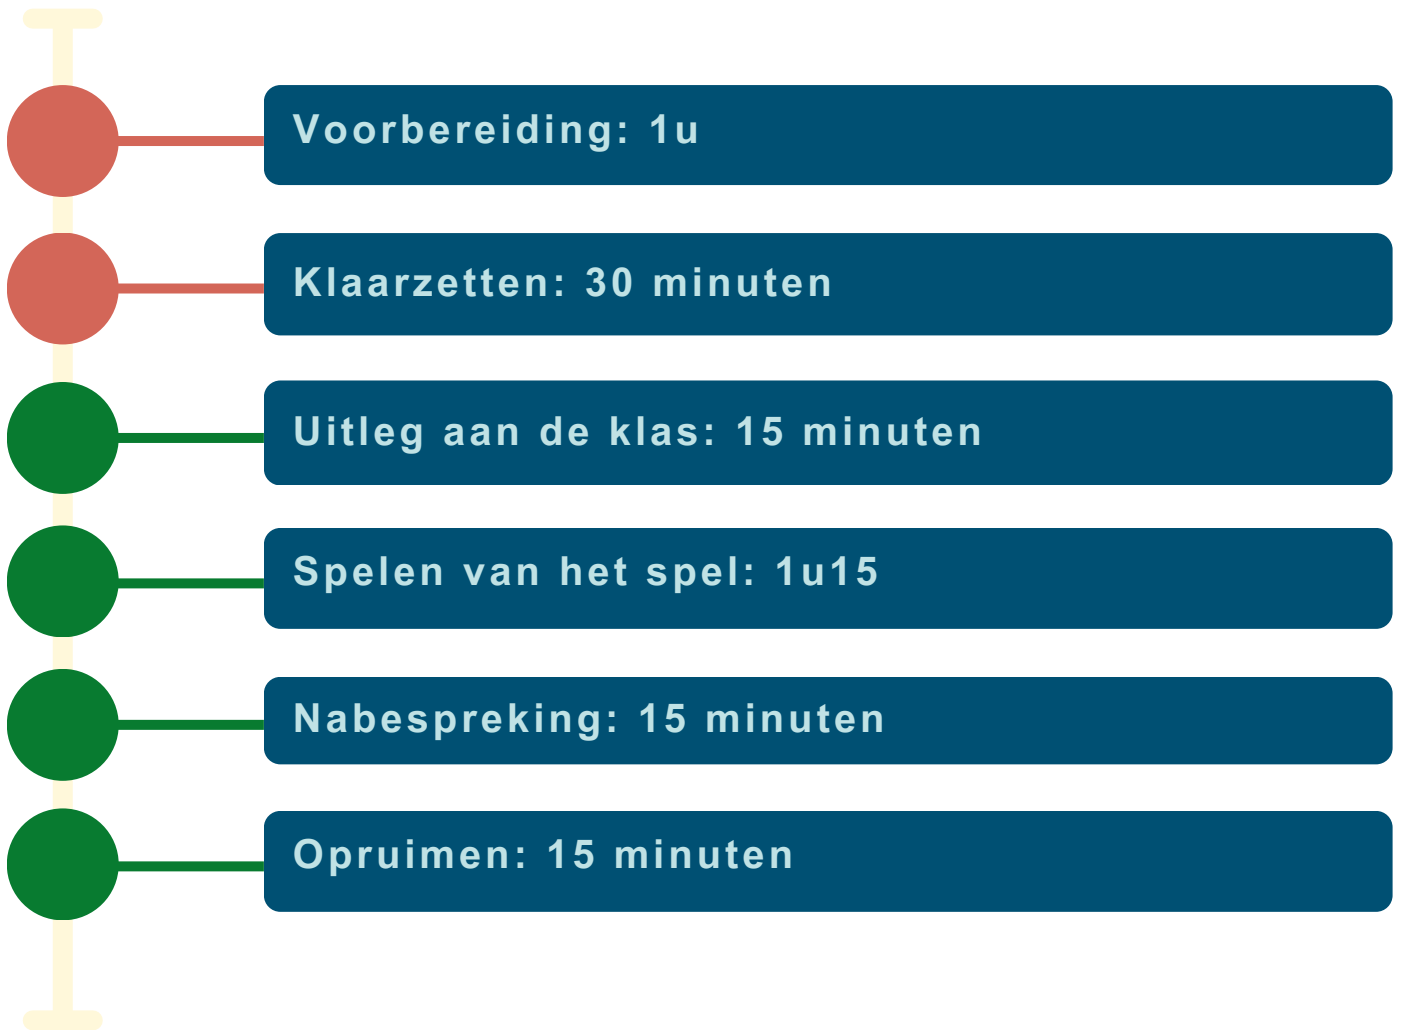 Voorbereiding: 1u
Klaarzetten: 30 minuten
Uitleg aan de klas: 15 minuten
Spelen van het spel: 1u15
Nabespreking: 15 minuten
Opruimen: 15 minuten